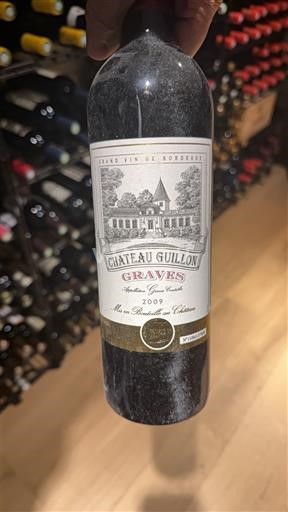 GRAND VIN DE BORDEAUX
CHATEAU GUILLON
GRAVES
Appellation Graves Contrôlée
2009
Mis en Bouteille au Château